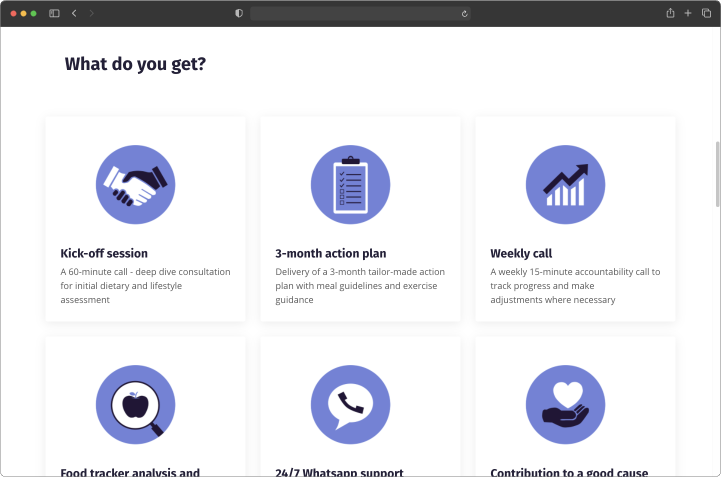 What do you get?
Kick-off session
A 60-minute call - deep dive consultation
for initial dietary and lifestyle
assessment
3-month action plan
Delivery of a 3-month tailor-made action
plan with meal guidelines and exercise
guidance
Weekly call
A weekly 15-minute accountability call to
track progress and make
adjustments where necessary
Food tracker analysis and
24/7 Whatsapp support
Contribution to a good cause